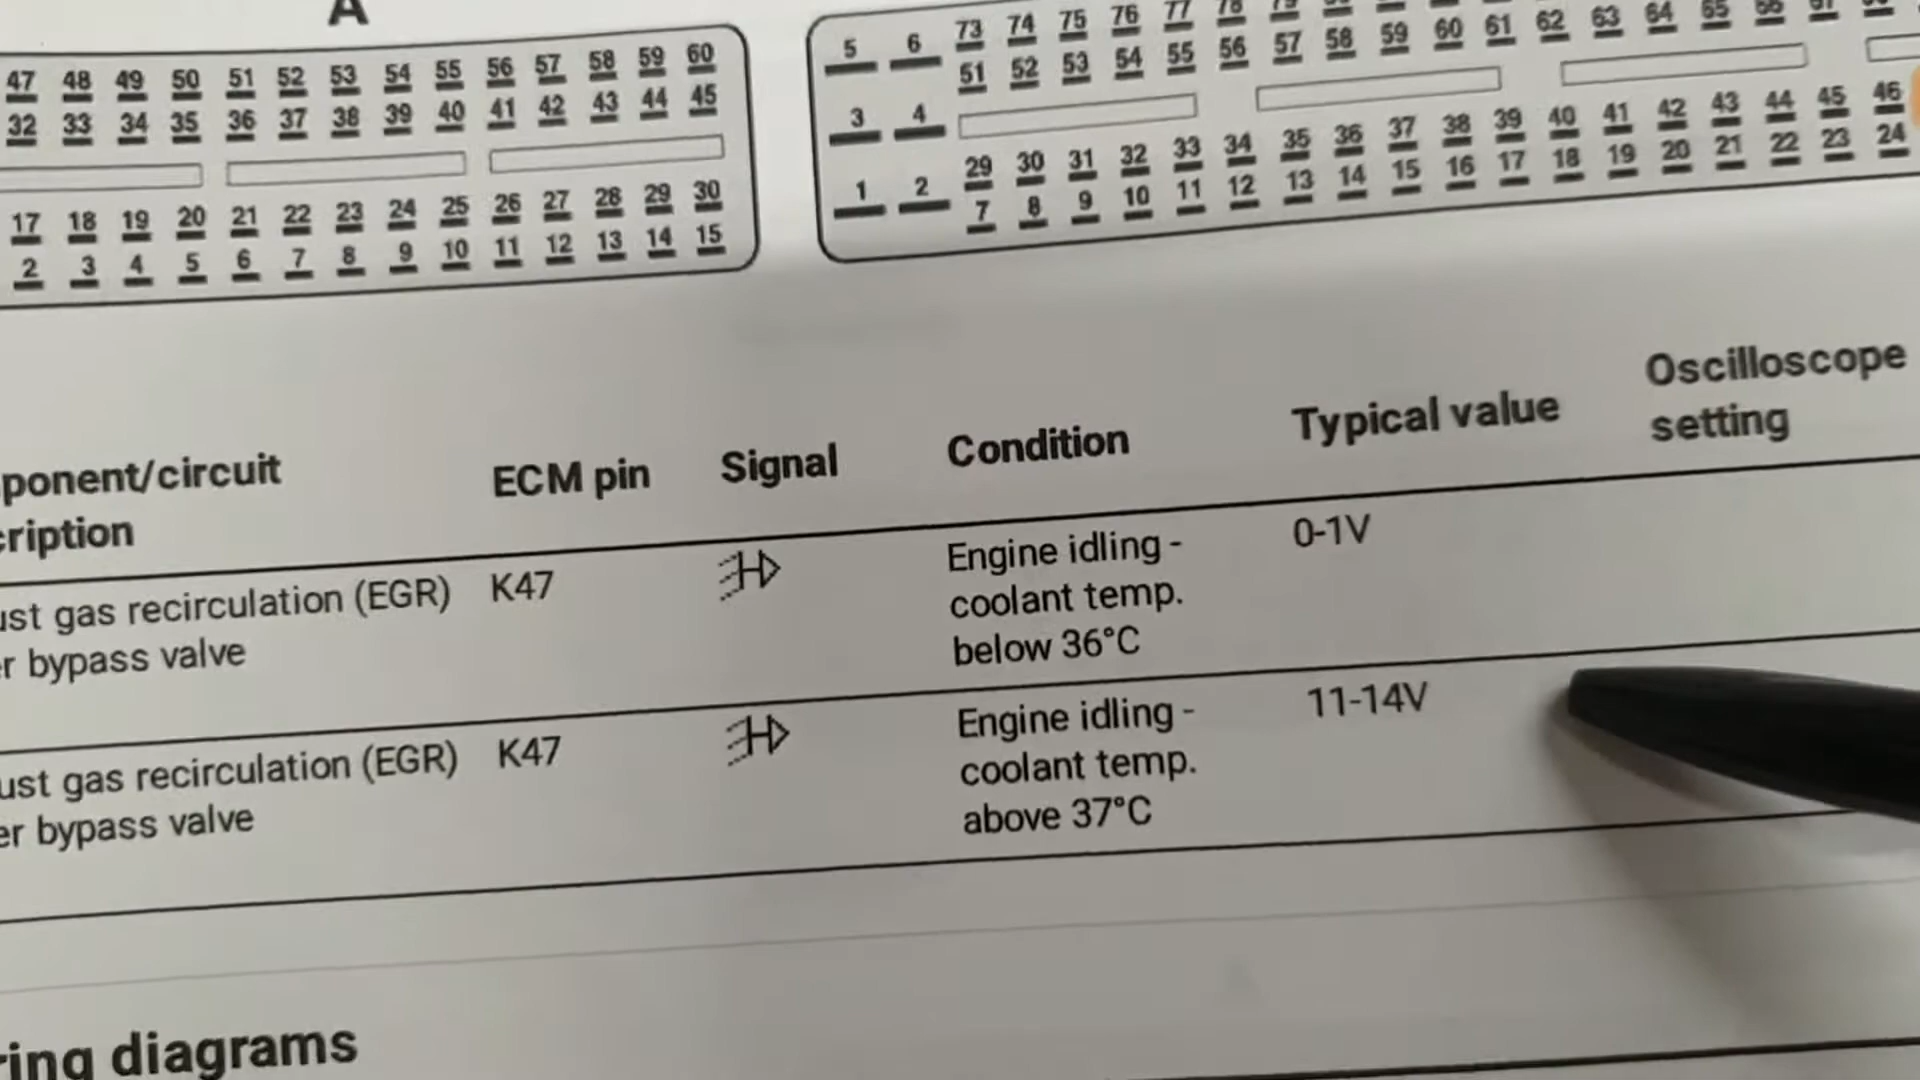 A
47 48 49 50 51 52 53 54 55 56 57 58 59 60
32 33 34 35 36 37 38 39 40 41 42 43 44 45
17 18 19 20 21 22 23 24 25 26 27 28 29 30
2 3 4 5 6 7 8 9 10 11 12 13 14 15
5 6 73 74 75 76 77 78
51 52 53 54 55 56 57 58 59 60 61 62 63 64 65 66
3 4
29 30 31 32 33 34 35 36 37 38 39 40 41 42 43 44 45 46
1 2 7 8 9 10 11 12 13 14 15 16 17 18 19 20 21 22 23 24
ponent/circuit
cription
ECM pin
Signal
Condition
Typical value
Oscilloscope
setting
ust gas recirculation (EGR)
er bypass valve
K47
Engine idling -
coolant temp.
below 36°C
0-1V
ust gas recirculation (EGR)
er bypass valve
K47
Engine idling -
coolant temp.
above 37°C
11-14V
ring diagrams